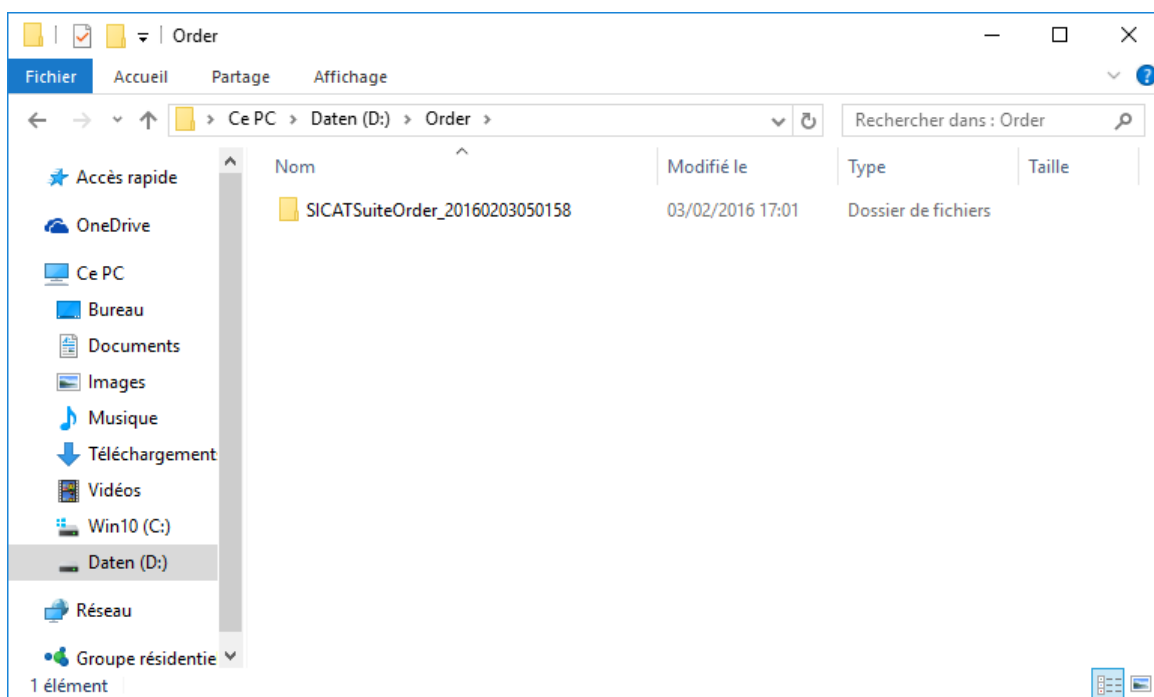 Order
Fichier Accueil Partage Affichage
Ce PC Daten (D:) Order Rechercher dans : Order
Nom Modifié le Type Taille
SICATSuiteOrder_20160203050158 03/02/2016 17:01 Dossier de fichiers
Accès rapide
OneDrive
Ce PC
Bureau
Documents
Images
Musique
Téléchargement
Vidéos
Win10 (C:)
Daten (D:)
Réseau
Groupe résidentie
1 élément